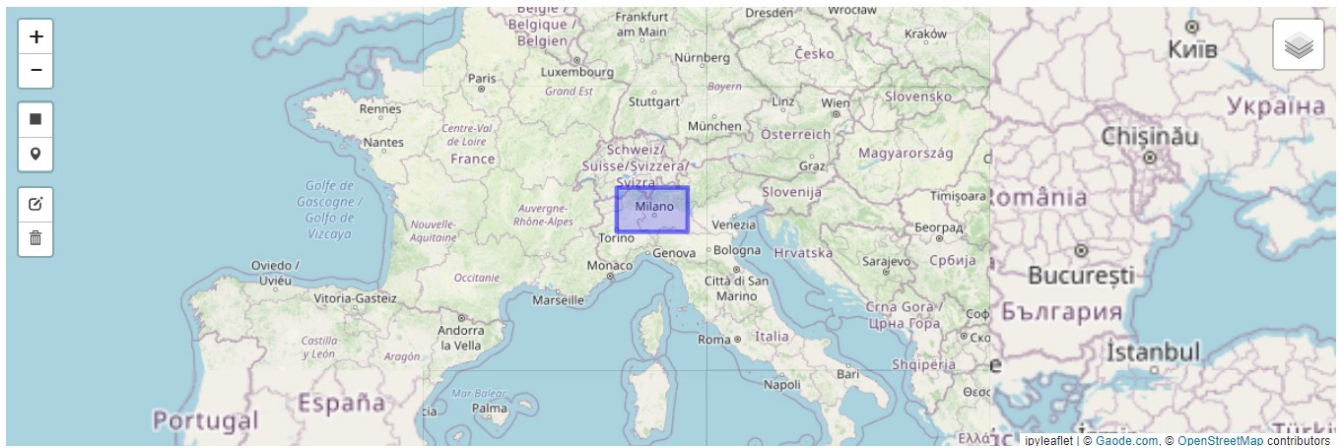 +
België /
Belgique /
Belgien
Frankfurt
am Main
Dresden
Wrocław
Kraków
Київ
−
Paris
Luxembourg
Nürnberg
Česko
Grand Est
Bayern
Rennes
Stuttgart
Linz
Wien
Slovensko
Україна
Centre-Val
de Loire
München
Österreich
Chișinău
Nantes
France
Schweiz/
Suisse/Svizzera/
Svizra
Graz
Magyarország
Golfe de
Gascogne /
Golfo de
Vizcaya
Milano
Slovenija
Timișoara
omânia
Auvergne-
Rhône-Alpes
Nouvelle
Aquitaine
Torino
Venezia
Београд
Genova
Bologna
Hrvatska
Sarajevo
Србија
București
Oviedo /
Uviéu
Monaco
Occitanie
Città di San
Marino
Vitoria-Gasteiz
Marseille
Crna Gora /
Црна Гора
България
Andorra
la Vella
Castilla
y León
Aragón
Roma
Italia
Ско
İstanbul
Shqipëria
España
Mar Balear
Palma
Bari
Napoli
Portugal
cia
Ελλά
ipyleaflet | © Gaode.com, © OpenStreetMap contributors